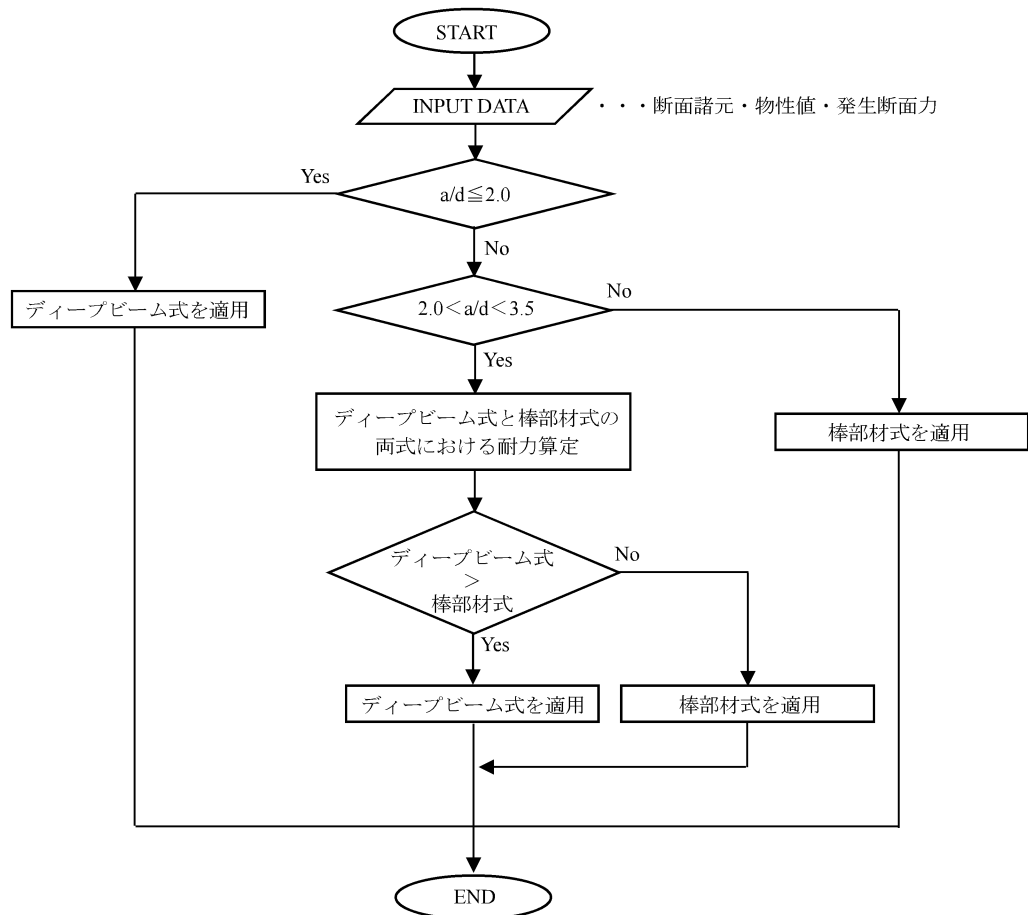 START
INPUT DATA
・・・断面諸元・物性値・発生断面力
Yes
a/d≦2.0
No
ディープビーム式を適用
2.0＜a/d＜3.5
No
Yes
ディープビーム式と棒部材式の
両式における耐力算定
棒部材式を適用
ディープビーム式
＞
棒部材式
No
Yes
ディープビーム式を適用
棒部材式を適用
END